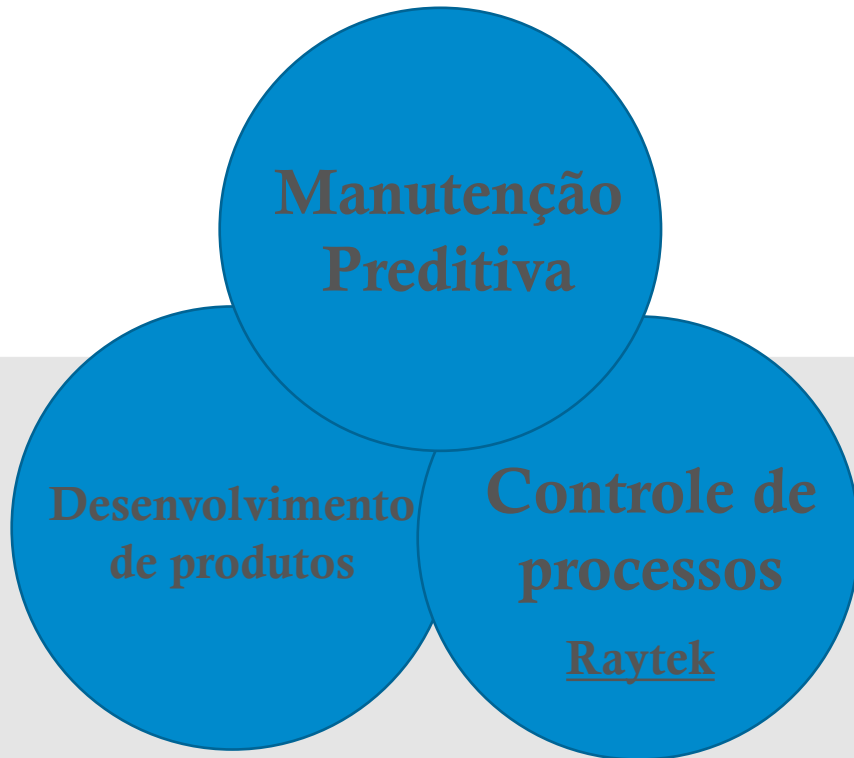 Manutenção
Preditiva
Desenvolvimento
de produtos
Controle de
processos
Raytek